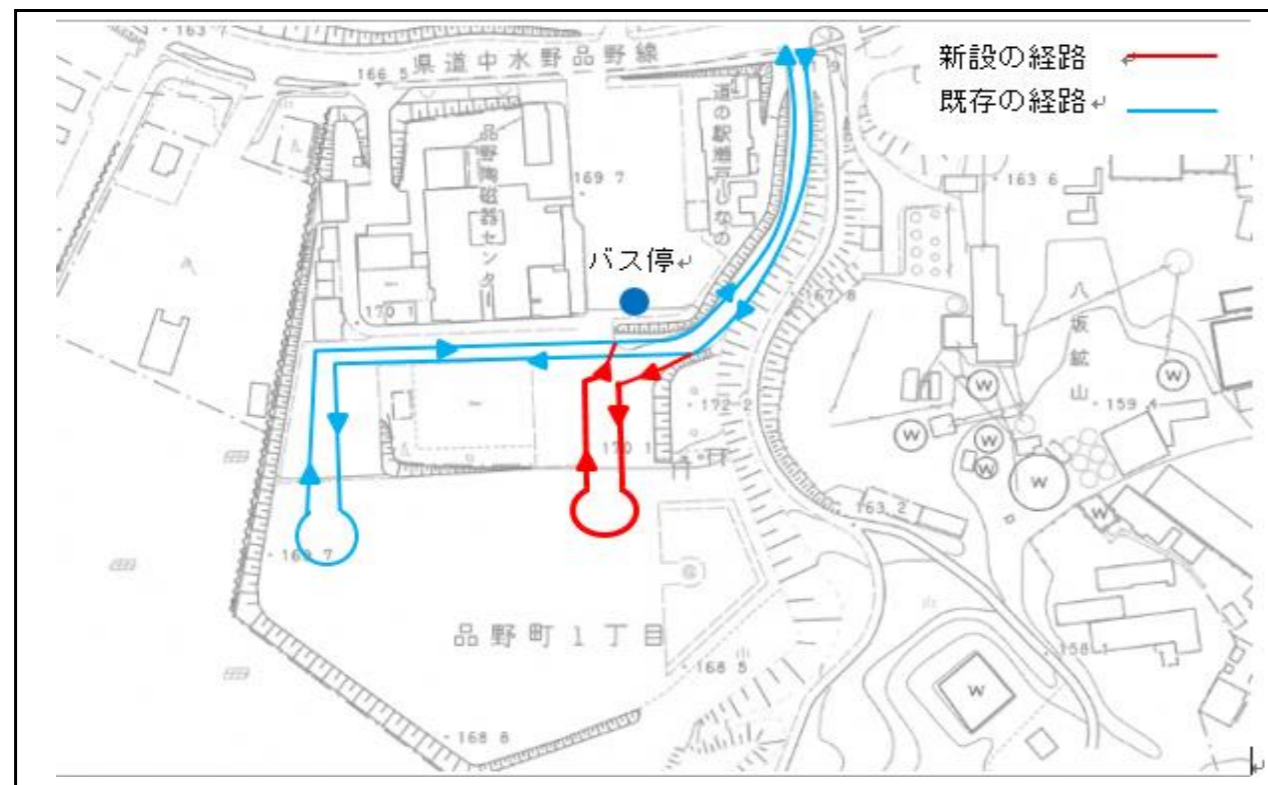 163 7
県道中水野品野線
166 5
新設の経路
既存の経路
道の駅瀬戸しなの
品野陶磁器センター
169 7
163 6
バス停
167.8
八坂鉱山
170 1
172 2
159 4
170 1
W
W
W
W
W
W
W
163 2
169 7
G
品野町1丁目
168 5
158 1
168 8